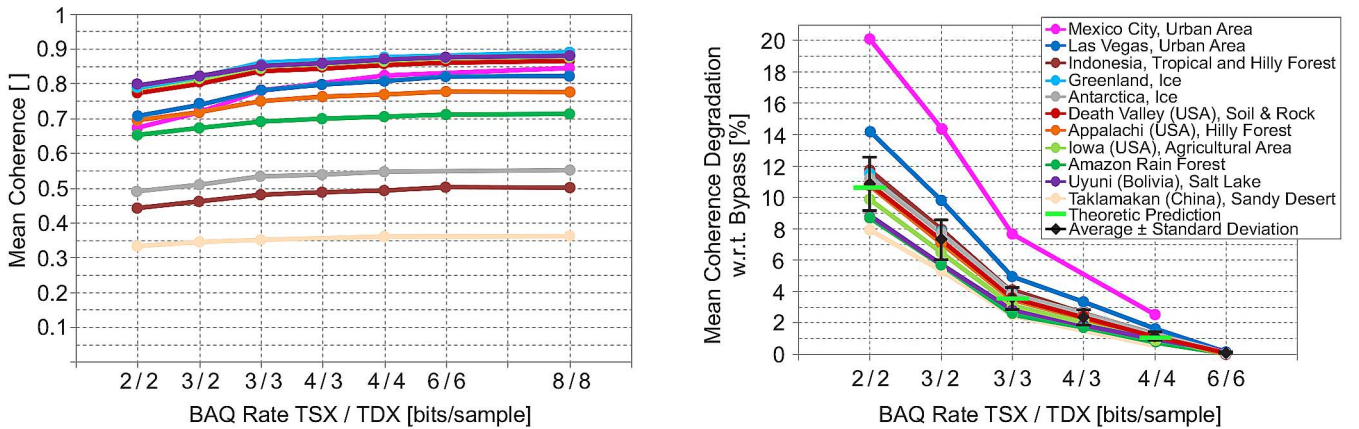 1
0.9
0.8
0.7
0.6
0.5
0.4
0.3
0.2
0.1
Mean Coherence [ ]
2 / 2 3 / 2 3 / 3 4 / 3 4 / 4 6 / 6 8 / 8
BAQ Rate TSX / TDX [bits/sample]
20
18
16
14
12
10
8
6
4
2
0
Mean Coherence Degradation
w.r.t. Bypass [%]
Mexico City, Urban Area
Las Vegas, Urban Area
Indonesia, Tropical and Hilly Forest
Greenland, Ice
Antarctica, Ice
Death Valley (USA), Soil & Rock
Appalachi (USA), Hilly Forest
Iowa (USA), Agricultural Area
Amazon Rain Forest
Uyuni (Bolivia), Salt Lake
Taklamakan (China), Sandy Desert
Theoretic Prediction
Average ± Standard Deviation
2 / 2 3 / 2 3 / 3 4 / 3 4 / 4 6 / 6
BAQ Rate TSX / TDX [bits/sample]